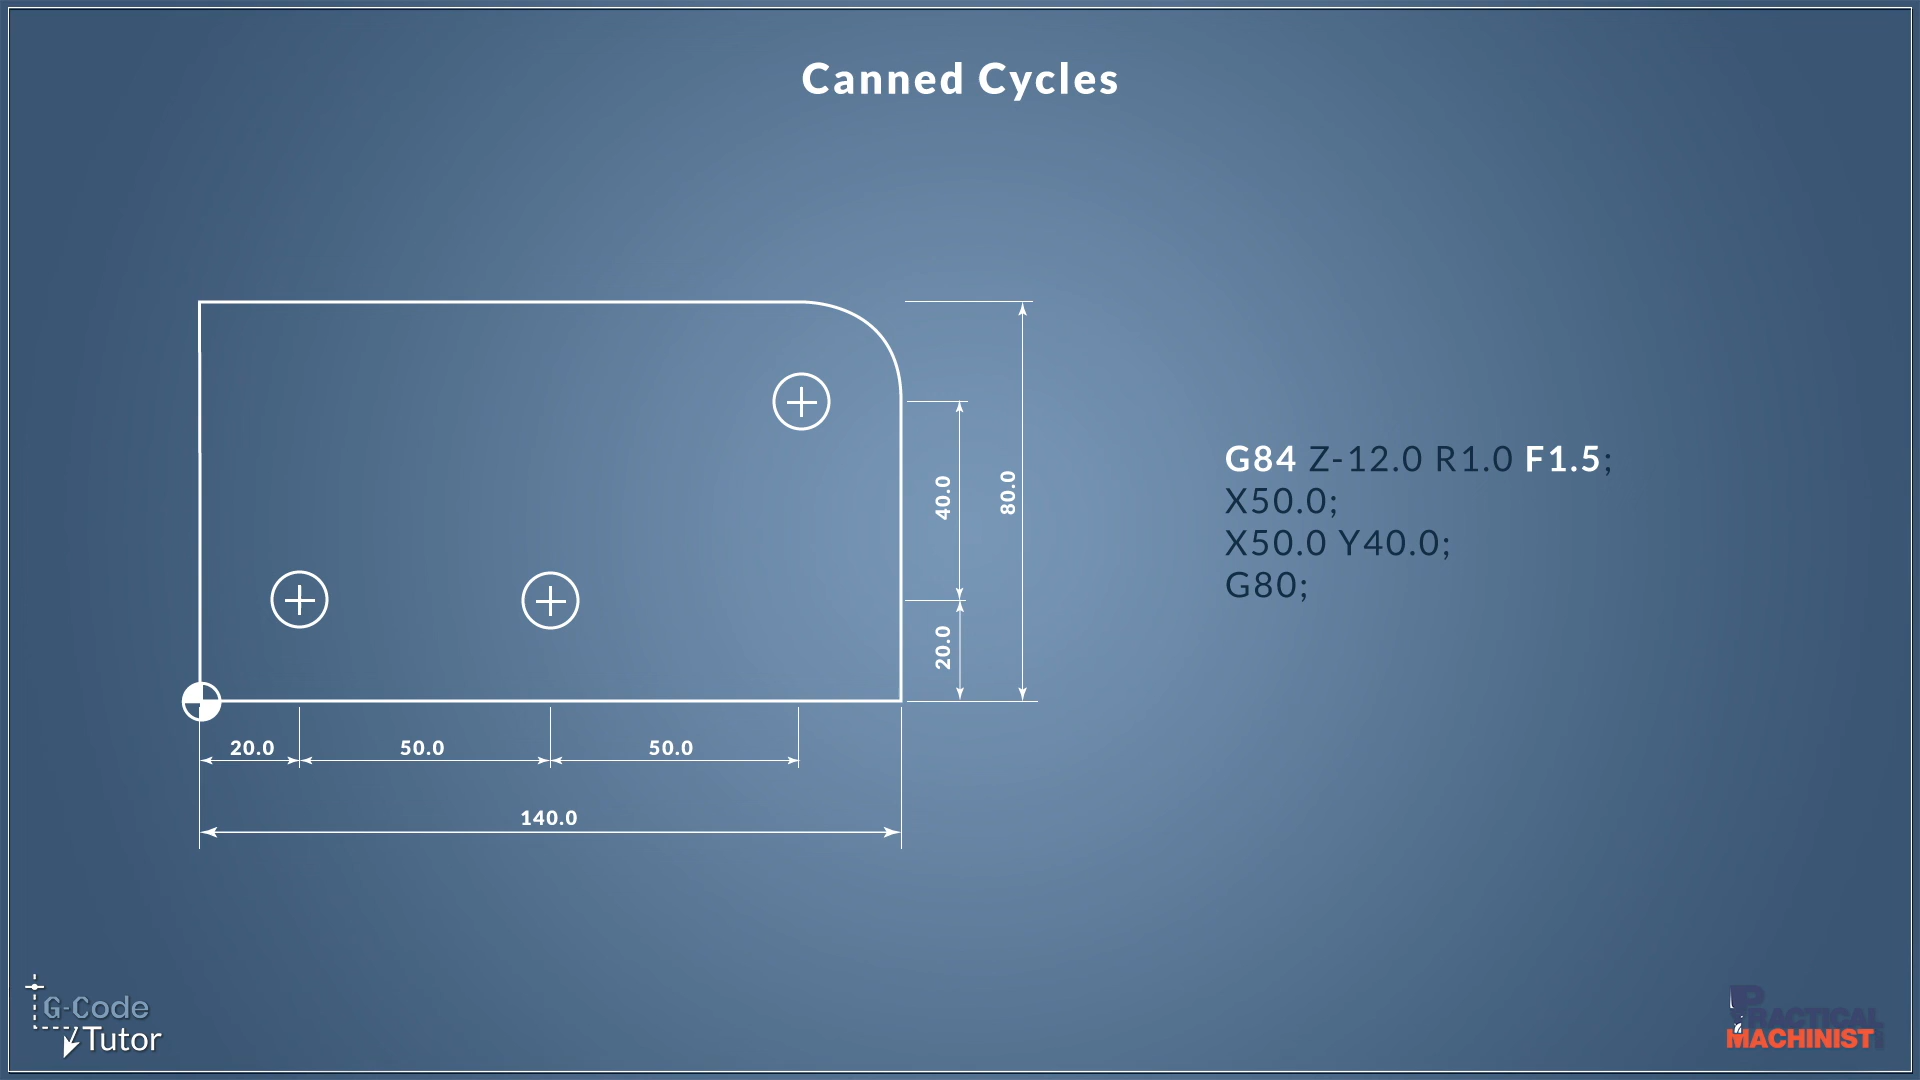 Canned Cycles
40.0
80.0
20.0
20.0
50.0
50.0
140.0
G84 Z-12.0 R1.0 F1.5;
X50.0;
X50.0 Y40.0;
G80;
G-Code
Tutor
PRACTICAL
MACHINIST